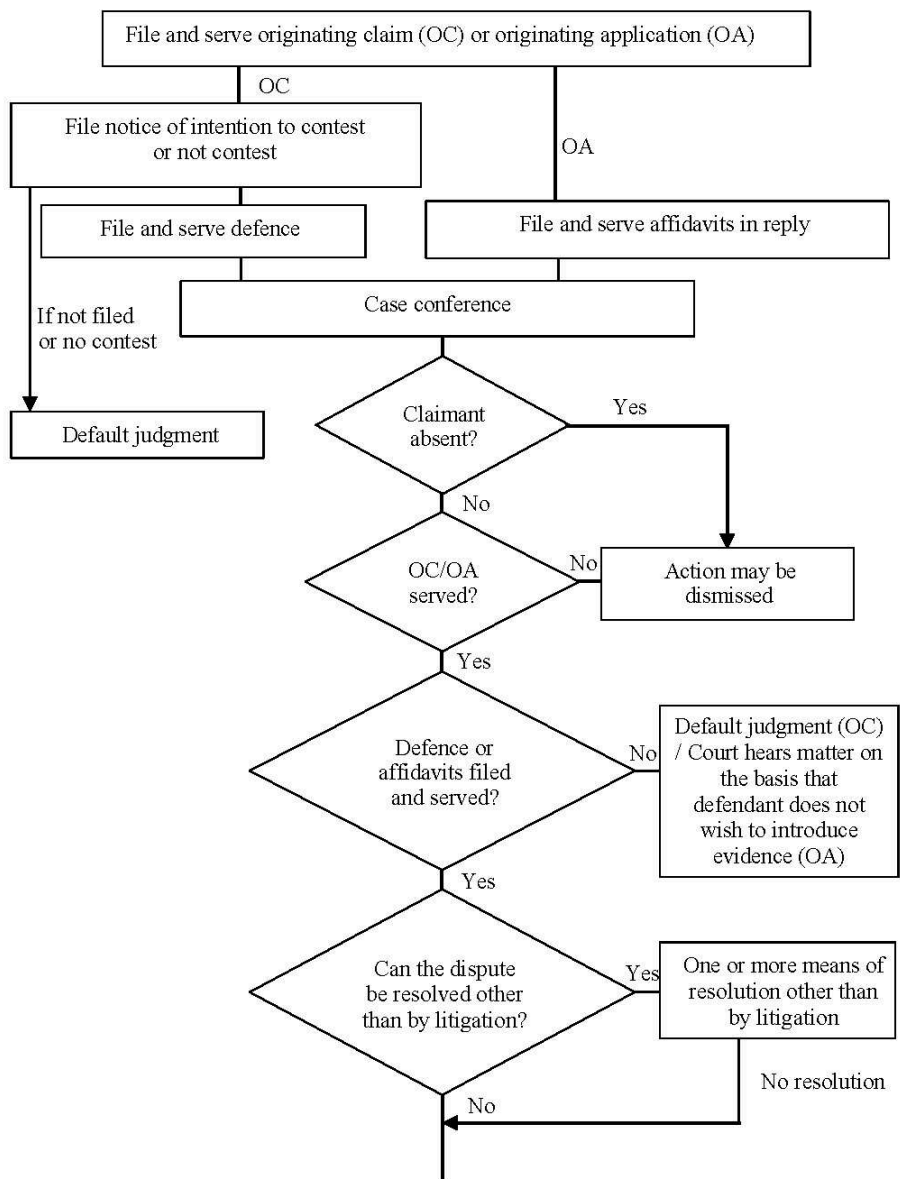 File and serve originating claim (OC) or originating application (OA)
OC
File notice of intention to contest
or not contest
OA
File and serve defence
File and serve affidavits in reply
Case conference
If not filed
or no contest
Default judgment
Claimant
absent?
Yes
No
OC/OA
served?
No
Action may be
dismissed
Yes
Defence or
affidavits filed
and served?
No
Default judgment (OC)
/ Court hears matter on
the basis that
defendant does not
wish to introduce
evidence (OA)
Yes
Can the dispute
be resolved other
than by litigation?
Yes
One or more means of
resolution other than
by litigation
No resolution
No